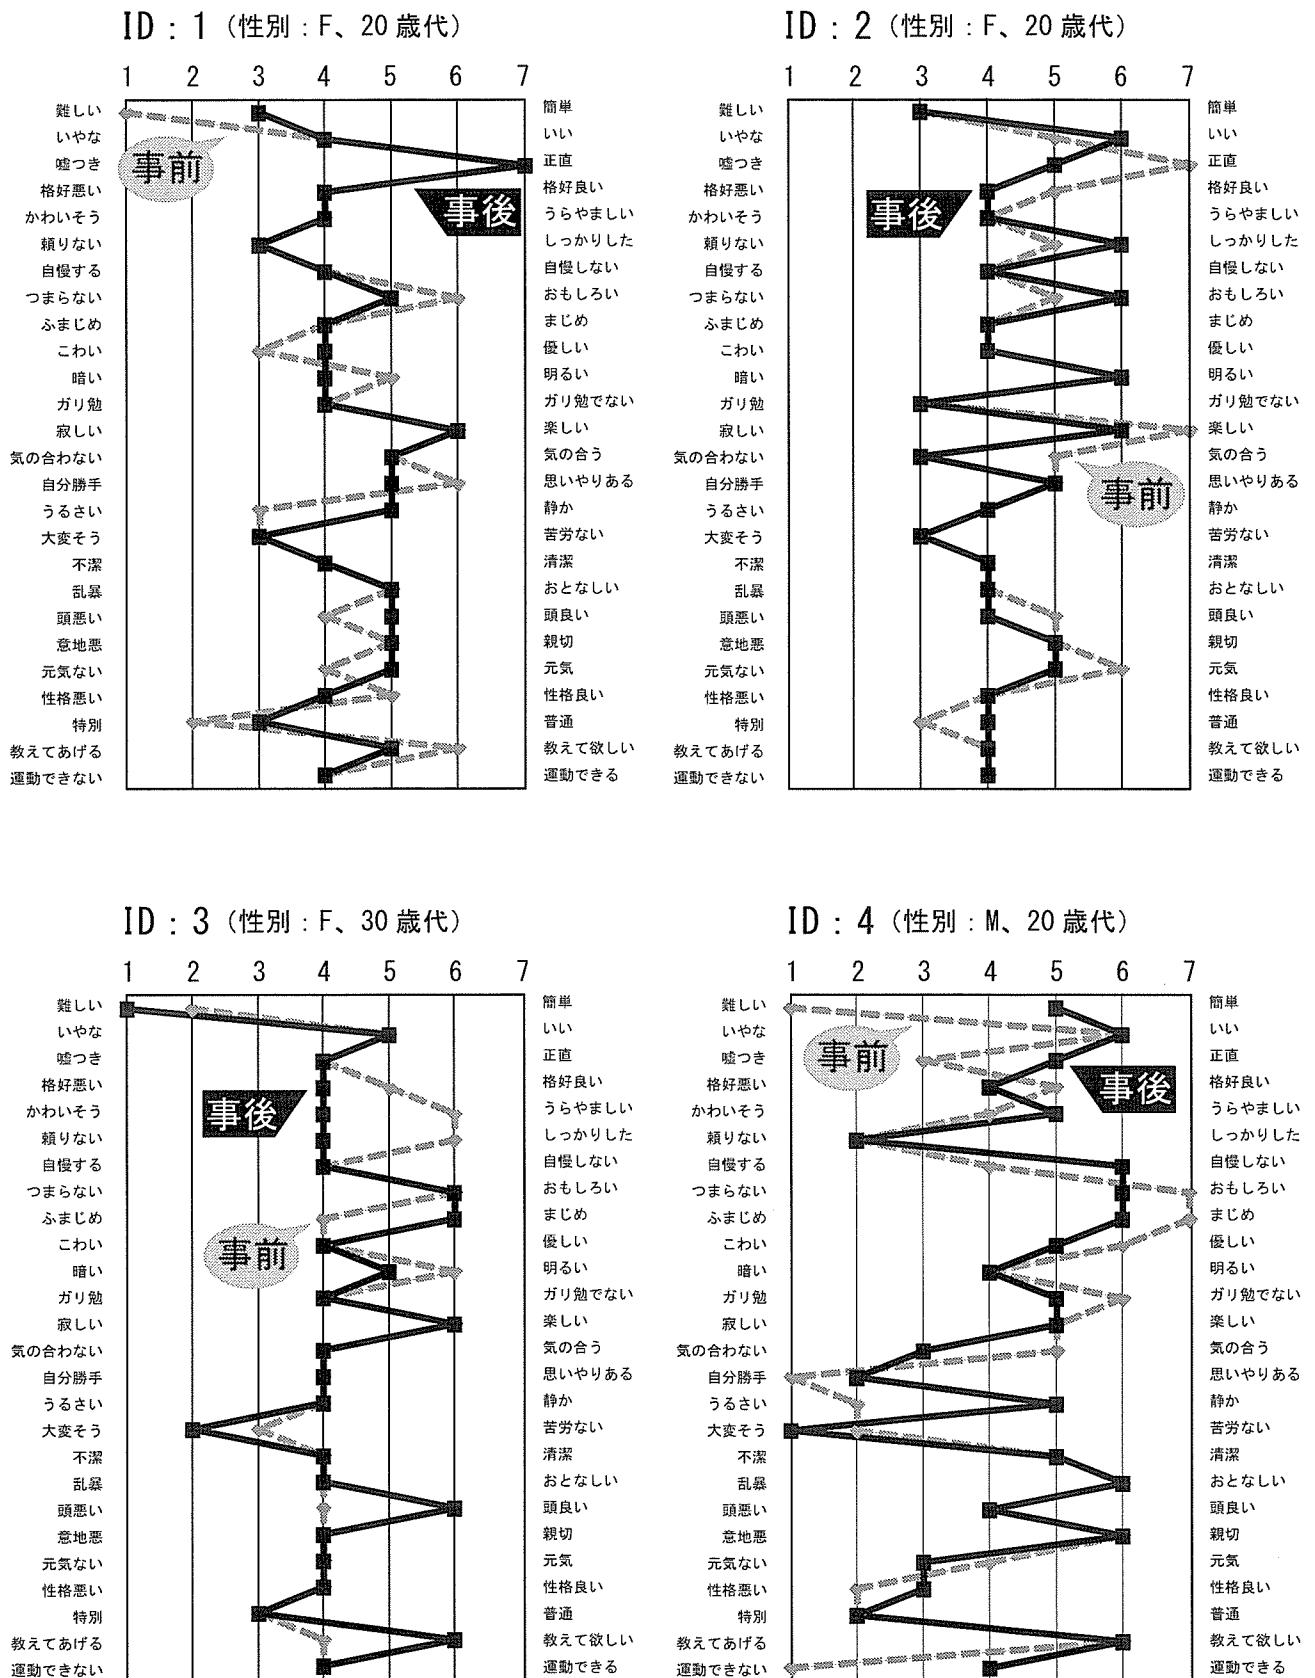 ID : 1 (性別：F、20 歳代)
1 2 3 4 5 6 7
難しい 簡単
いやな いい
嘘つき 正直
格好悪い 格好良い
かわいそう うらやましい
頼りない しっかりした
自慢する 自慢しない
つまらない おもしろい
ふまじめ まじめ
こわい 優しい
暗い 明るい
ガリ勉 ガリ勉でない
寂しい 楽しい
気の合わない 気の合う
自分勝手 思いやりある
うるさい 静か
大変そう 苦労ない
不潔 清潔
乱暴 おとなしい
頭悪い 頭良い
意地悪 親切
元気ない 元気
性格悪い 性格良い
特別 普通
教えてあげる 教えて欲しい
運動できない 運動できる
事前
事後
ID : 2 (性別：F、20 歳代)
1 2 3 4 5 6 7
難しい 簡単
いやな いい
嘘つき 正直
格好悪い 格好良い
かわいそう うらやましい
頼りない しっかりした
自慢する 自慢しない
つまらない おもしろい
ふまじめ まじめ
こわい 優しい
暗い 明るい
ガリ勉 ガリ勉でない
寂しい 楽しい
気の合わない 気の合う
自分勝手 思いやりある
うるさい 静か
大変そう 苦労ない
不潔 清潔
乱暴 おとなしい
頭悪い 頭良い
意地悪 親切
元気ない 元気
性格悪い 性格良い
特別 普通
教えてあげる 教えて欲しい
運動できない 運動できる
事後
事前
ID : 3 (性別：F、30 歳代)
1 2 3 4 5 6 7
難しい 簡単
いやな いい
嘘つき 正直
格好悪い 格好良い
かわいそう うらやましい
頼りない しっかりした
自慢する 自慢しない
つまらない おもしろい
ふまじめ まじめ
こわい 優しい
暗い 明るい
ガリ勉 ガリ勉でない
寂しい 楽しい
気の合わない 気の合う
自分勝手 思いやりある
うるさい 静か
大変そう 苦労ない
不潔 清潔
乱暴 おとなしい
頭悪い 頭良い
意地悪 親切
元気ない 元気
性格悪い 性格良い
特別 普通
教えてあげる 教えて欲しい
運動できない 運動できる
事後
事前
ID : 4 (性別：M、20 歳代)
1 2 3 4 5 6 7
難しい 簡単
いやな いい
嘘つき 正直
格好悪い 格好良い
かわいそう うらやましい
頼りない しっかりした
自慢する 自慢しない
つまらない おもしろい
ふまじめ まじめ
こわい 優しい
暗い 明るい
ガリ勉 ガリ勉でない
寂しい 楽しい
気の合わない 気の合う
自分勝手 思いやりある
うるさい 静か
大変そう 苦労ない
不潔 清潔
乱暴 おとなしい
頭悪い 頭良い
意地悪 親切
元気ない 元気
性格悪い 性格良い
特別 普通
教えてあげる 教えて欲しい
運動できない 運動できる
事前
事後